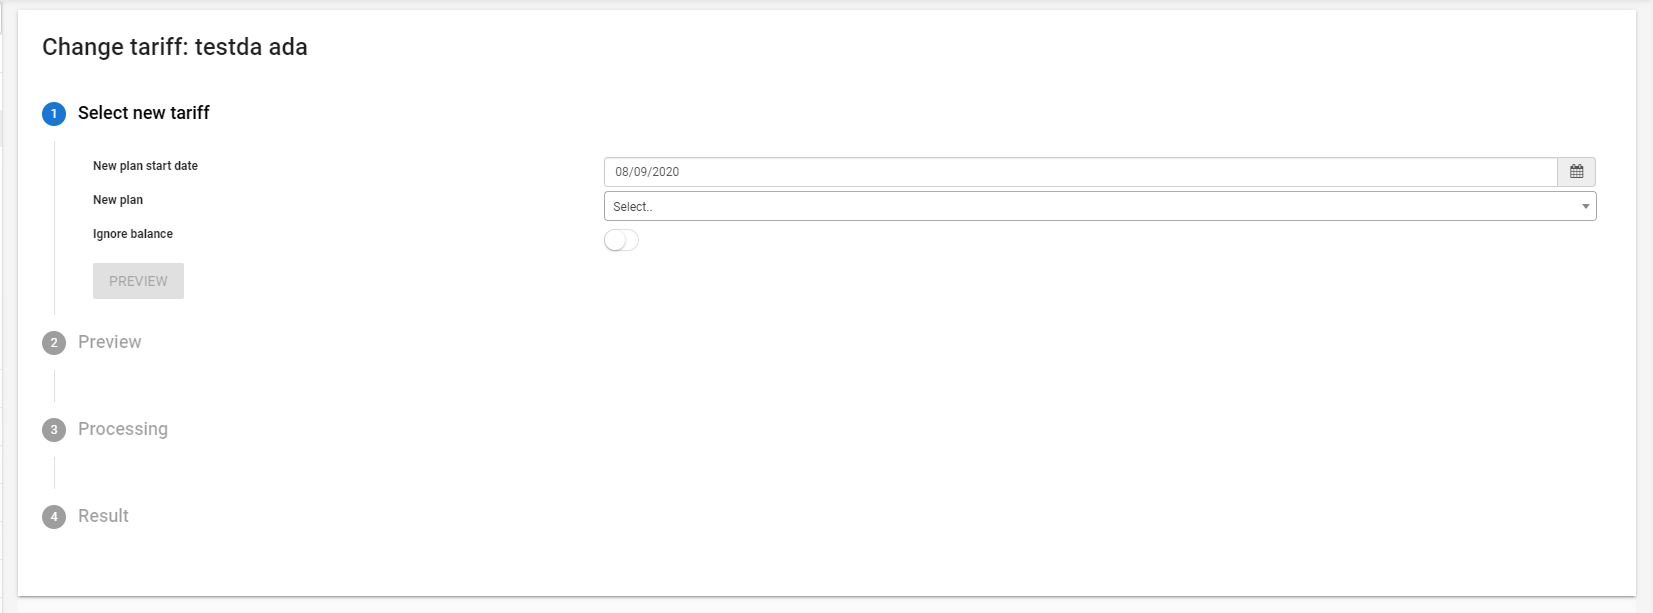 Change tariff: testda ada
1 Select new tariff
New plan start date 08/09/2020
New plan Select..
Ignore balance
PREVIEW
2 Preview
3 Processing
4 Result